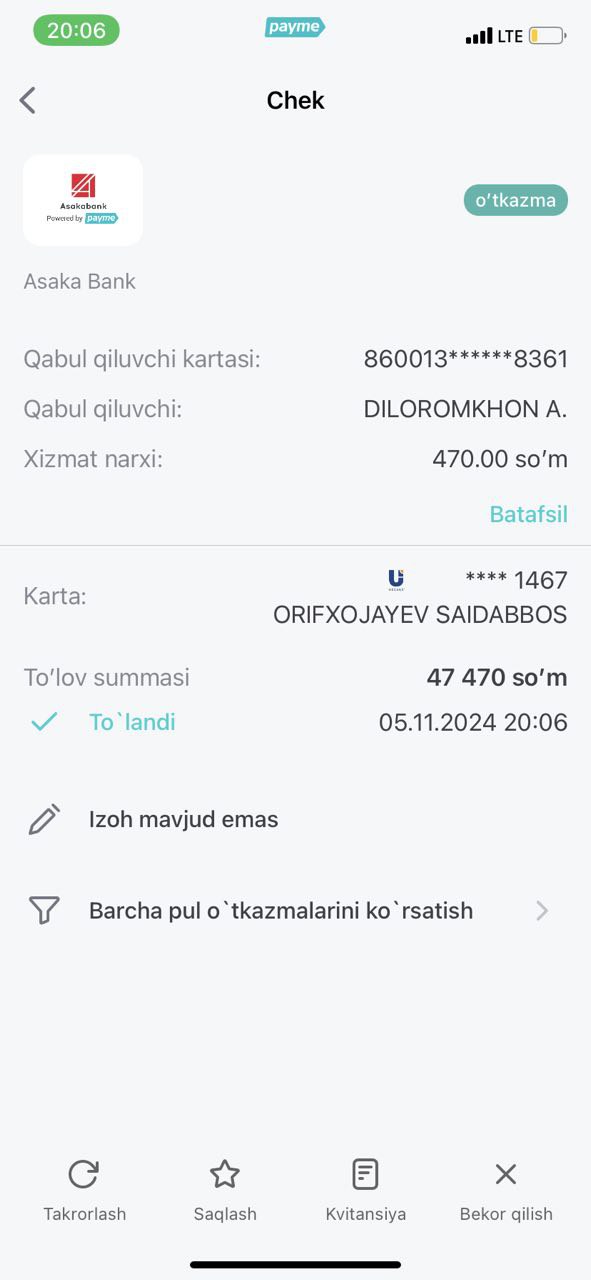 20:06
payme
LTE
Chek
Asakabank
Powered by payme
o‘tkazma
Asaka Bank
Qabul qiluvchi kartasi: 860013******8361
Qabul qiluvchi: DILOROMKHON A.
Xizmat narxi: 470.00 so‘m
Batafsil
Karta: **** 1467
ORIFXOJAYEV SAIDABBOS
To‘lov summasi 47 470 so‘m
To`landi 05.11.2024 20:06
Izoh mavjud emas
Barcha pul o`tkazmalarini ko`rsatish
Takrorlash Saqlash Kvitansiya Bekor qilish